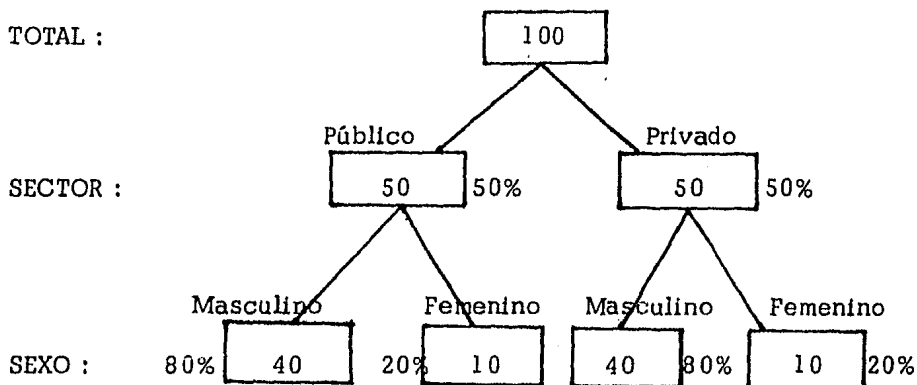 TOTAL : 100
Público Privado
SECTOR : 50 50% 50 50%
Masculino Femenino Masculino Femenino
SEXO : 80% 40 20% 10 40 80% 10 20%